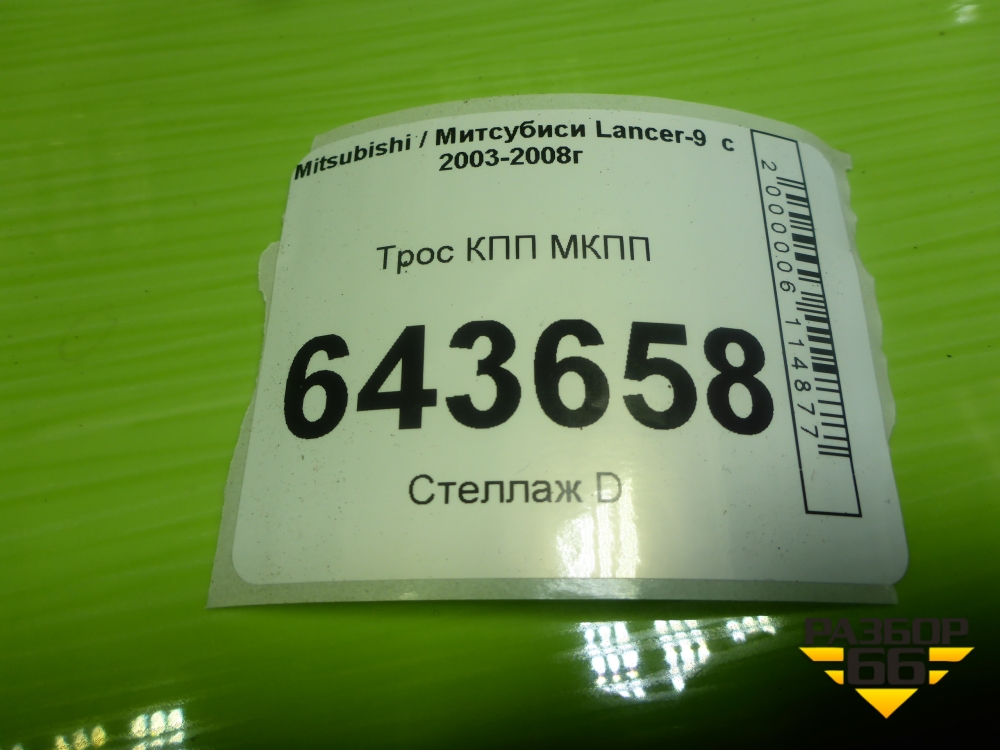 Mitsubishi / Митсубиси Lancer-9 с
2003-2008г
Трос КПП МКПП
643658
Стеллаж D
2000006114877
РАЗБОР
66